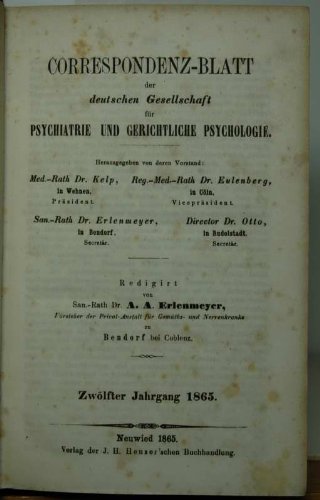 CORRESPONDENZ-BLATT
der
deutschen Gesellschaft
für
PSYCHIATRIE UND GERICHTLICHE PSYCHOLOGIE.
Herausgegeben von deren Vorstand:
Med.-Rath Dr. Kelp, Reg.-Med.-Rath Dr. Eulenberg,
in Wehnen, in Cöln,
Präsident. Vicepräsident.
San.-Rath Dr. Erlenmeyer, Director Dr. Otto,
in Bendorf, in Rudolstadt,
Secretär. Secretär.
Redigirt
von
San.-Rath Dr. A. A. Erlenmeyer,
Vorsteher der Privat-Anstalt für Gemüths- und Nervenkranke
zu
Bendorf bei Coblenz.
Zwölfter Jahrgang 1865.
Neuwied 1865.
Verlag der J. H. Heuser'schen Buchhandlung.